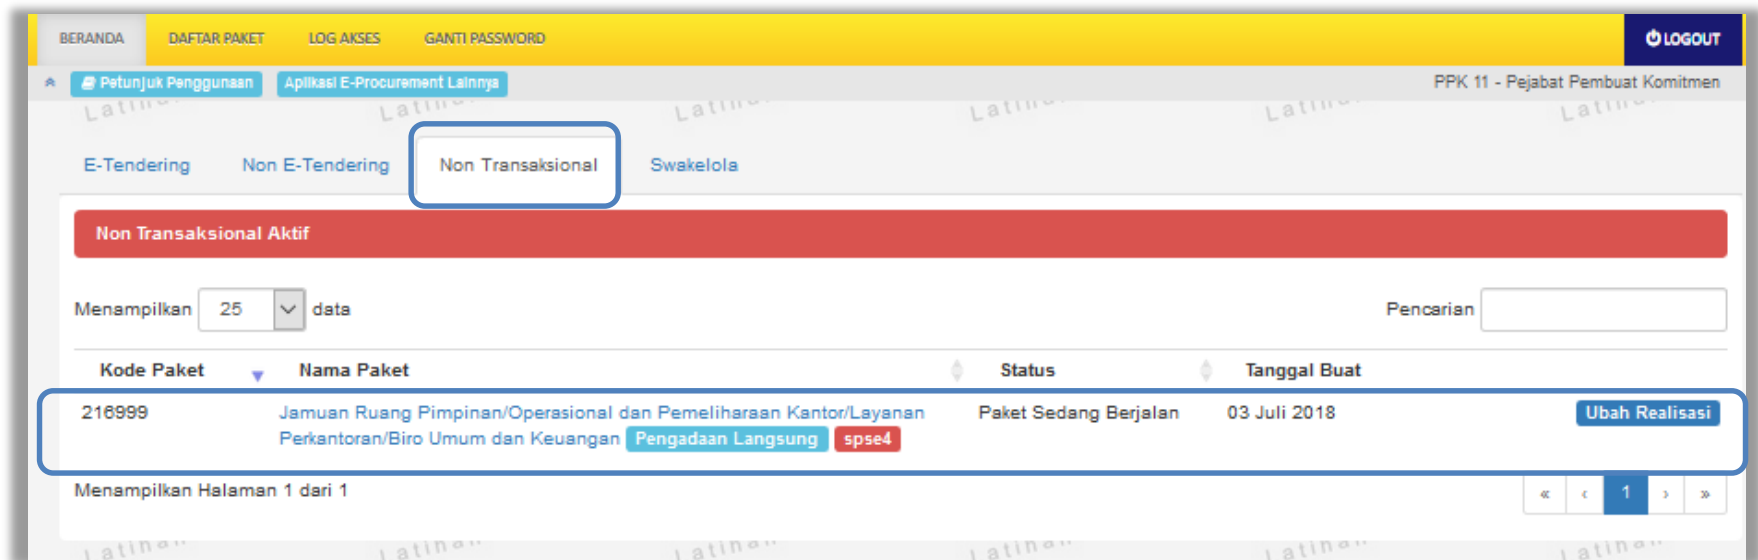 BERANDA DAFTAR PAKET LOG AKSES GANTI PASSWORD LOGOUT
Petunjuk Penggunaan Aplikasi E-Procurement Lainnya PPK 11 - Pejabat Pembuat Komitmen
E-Tendering Non E-Tendering Non Transaksional Swakelola
Non Transaksional Aktif
Menampilkan 25 data Pencarian
Kode Paket Nama Paket Status Tanggal Buat
216999 Jamuan Ruang Pimpinan/Operasional dan Pemeliharaan Kantor/Layanan Paket Sedang Berjalan 03 Juli 2018 Ubah Realisasi
Perkantoran/Biro Umum dan Keuangan Pengadaan Langsung spse4
Menampilkan Halaman 1 dari 1 « ‹ 1 › »